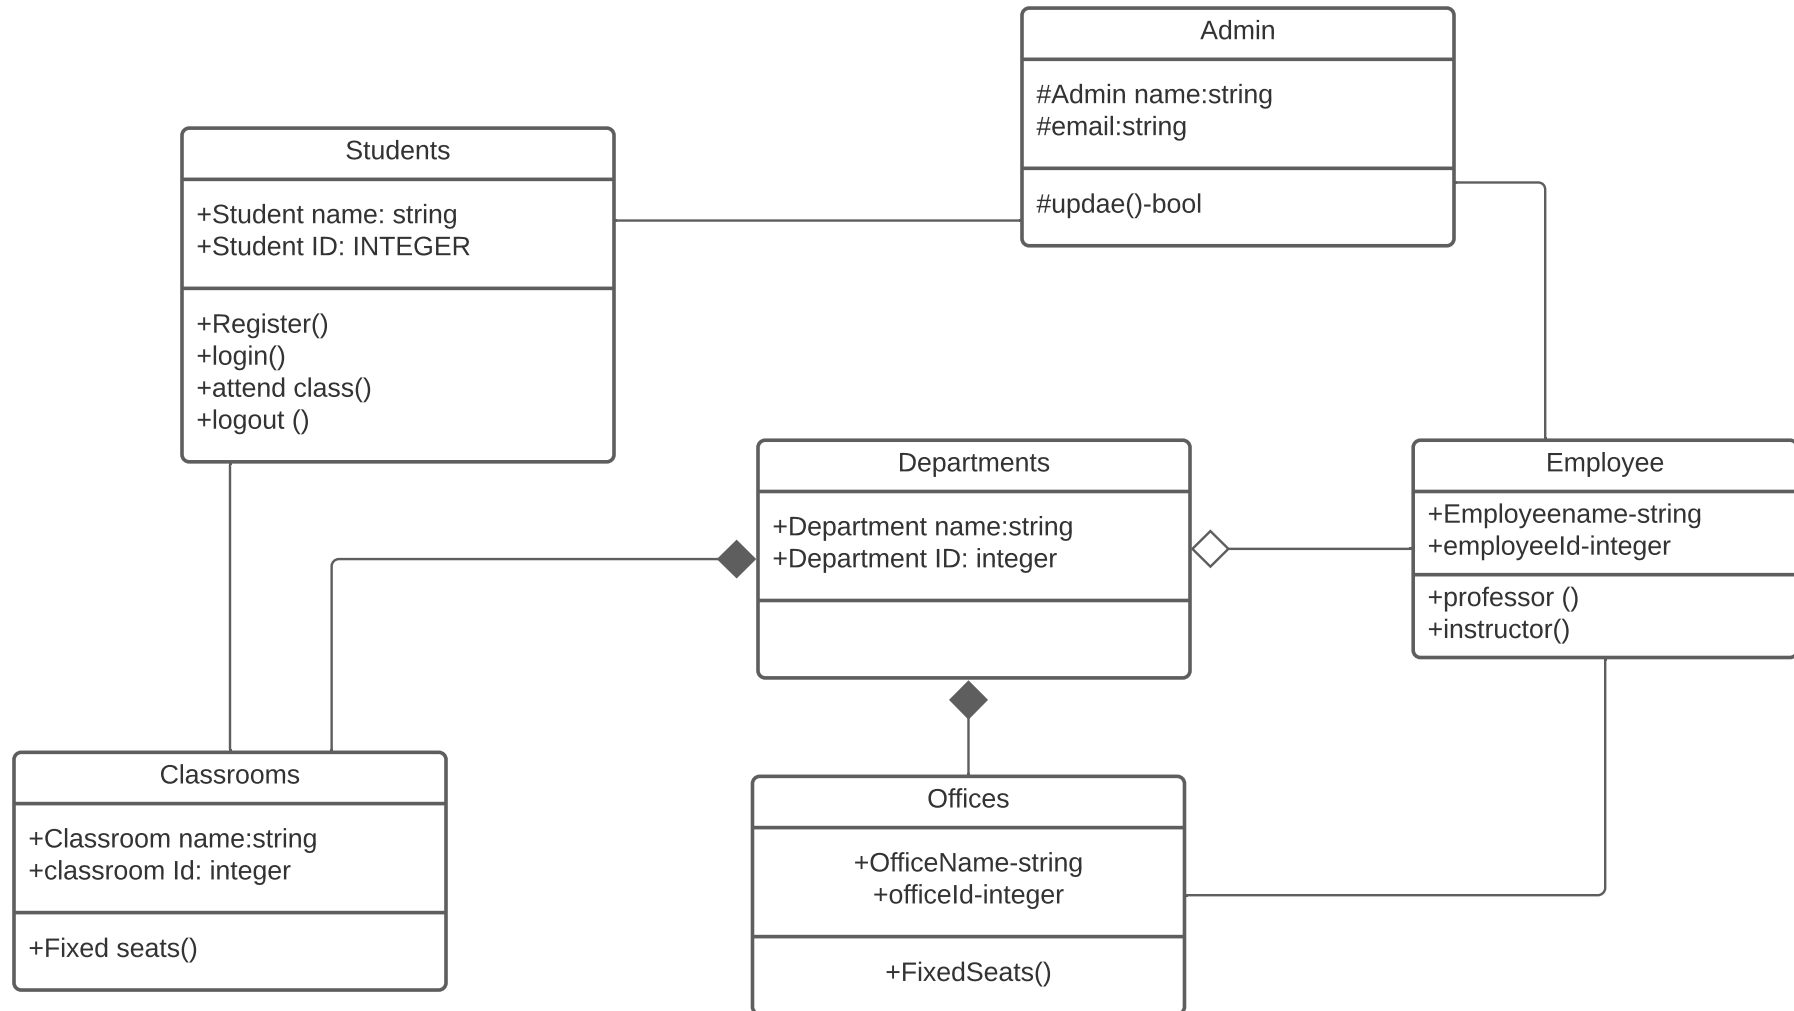 Admin
#Admin name:string
#email:string
#updae()-bool
Students
+Student name: string
+Student ID: INTEGER
+Register()
+login()
+attend class()
+logout ()
Departments
+Department name:string
+Department ID: integer
Employee
+Employeename-string
+employeeId-integer
+professor ()
+instructor()
Classrooms
+Classroom name:string
+classroom Id: integer
+Fixed seats()
Offices
+OfficeName-string
+officeId-integer
+FixedSeats()